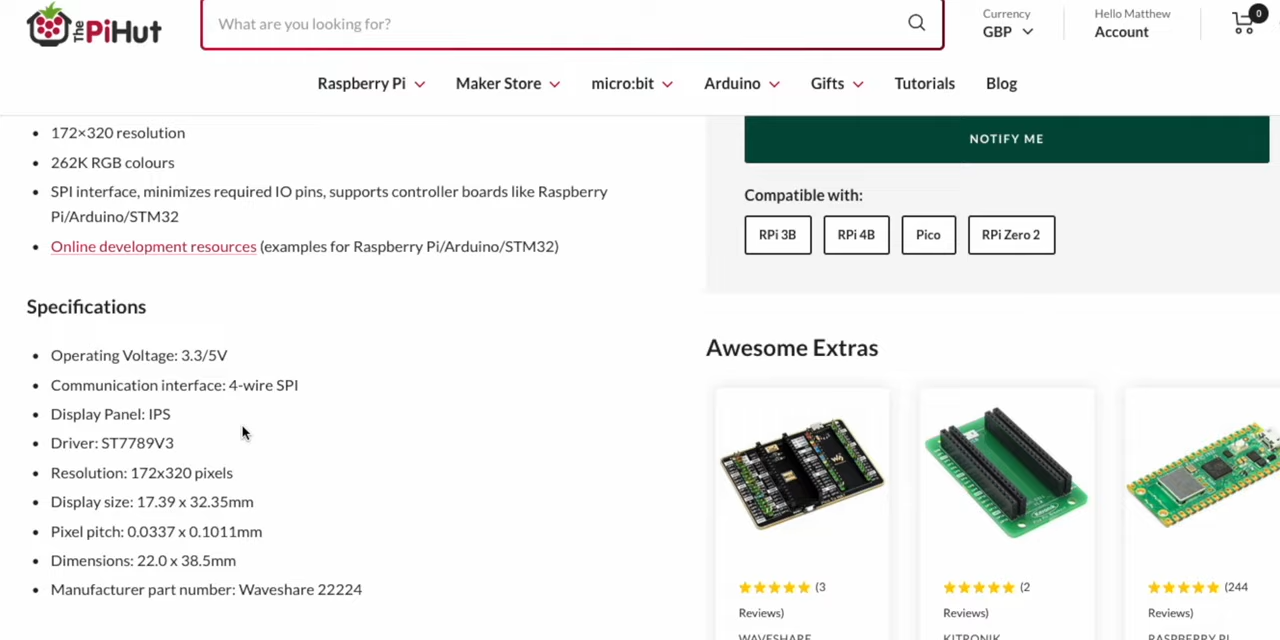 The PiHut
What are you looking for?
Currency
GBP
Hello Matthew
Account
0
Raspberry Pi
Maker Store
micro:bit
Arduino
Gifts
Tutorials
Blog
172×320 resolution
262K RGB colours
SPI interface, minimizes required IO pins, supports controller boards like Raspberry
Pi/Arduino/STM32
Online development resources (examples for Raspberry Pi/Arduino/STM32)
Specifications
Operating Voltage: 3.3/5V
Communication interface: 4-wire SPI
Display Panel: IPS
Driver: ST7789V3
Resolution: 172x320 pixels
Display size: 17.39 x 32.35mm
Pixel pitch: 0.0337 x 0.1011mm
Dimensions: 22.0 x 38.5mm
Manufacturer part number: Waveshare 22224
NOTIFY ME
Compatible with:
RPi 3B
RPi 4B
Pico
RPi Zero 2
Awesome Extras
(3
Reviews)
WAVESHARE
(2
Reviews)
KITRONIK
(244
Reviews)
RASPBERRY PI